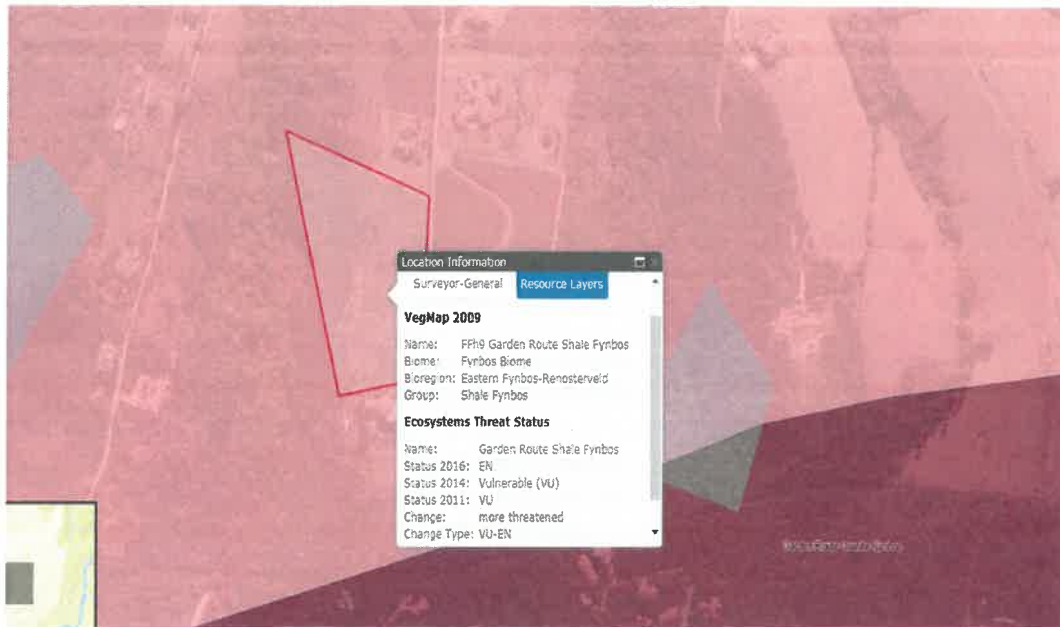 Location Information
Surveyor-General Resource Layers
VegMap 2009
Name: FFh9 Garden Route Shale Fynbos
Biome: Fynbos Biome
Bioregion: Eastern Fynbos-Renosterveld
Group: Shale Fynbos
Ecosystems Threat Status
Name: Garden Route Shale Fynbos
Status 2016: EN
Status 2014: Vulnerable (VU)
Status 2011: VU
Change: more threatened
Change Type: VU-EN